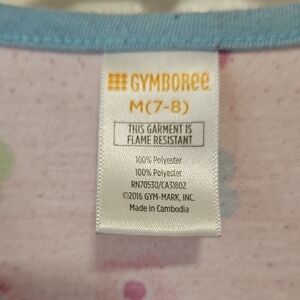 GYMBOREE
M(7-8)
THIS GARMENT IS
FLAME RESISTANT
100% Polyester
100% Polyester
RN70530/CA31802
©2016 GYM-MARK, INC.
Made in Cambodia